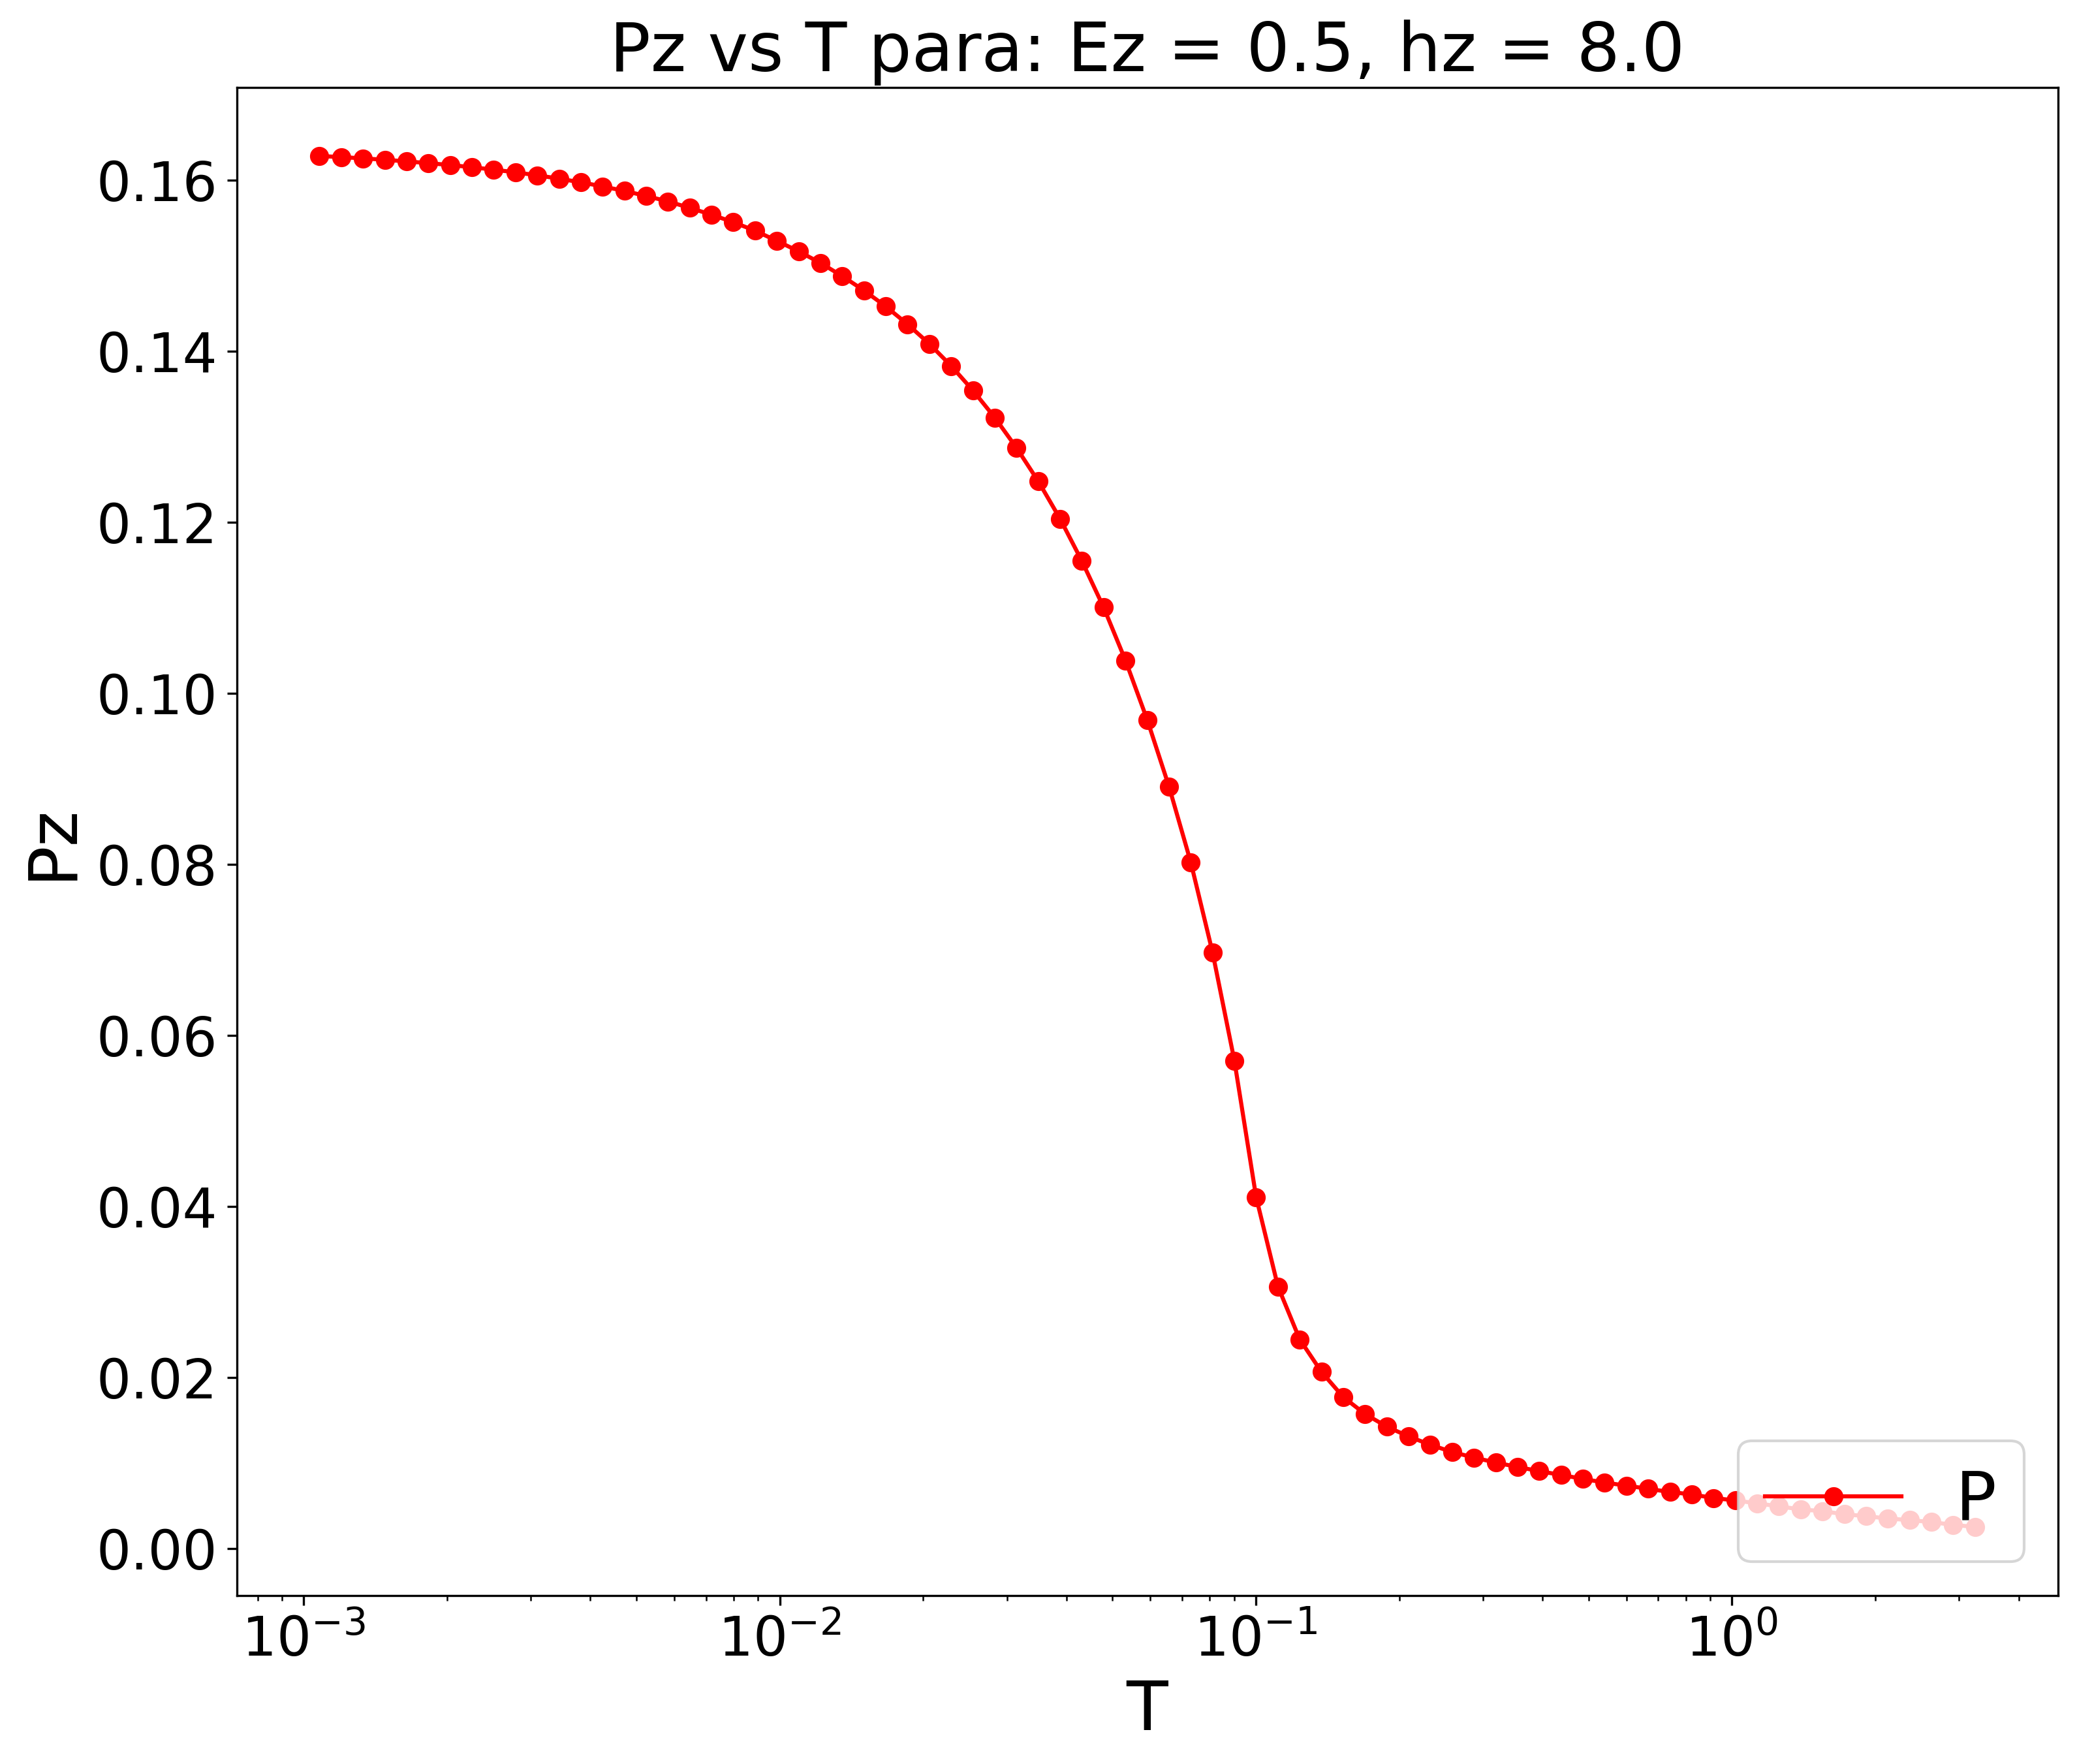 Pz vs T para: Ez = 0.5, hz = 8.0
Pz
0.16
0.14
0.12
0.10
0.08
0.06
0.04
0.02
0.00
P
10⁻³ 10⁻² 10⁻¹ 10⁰
T